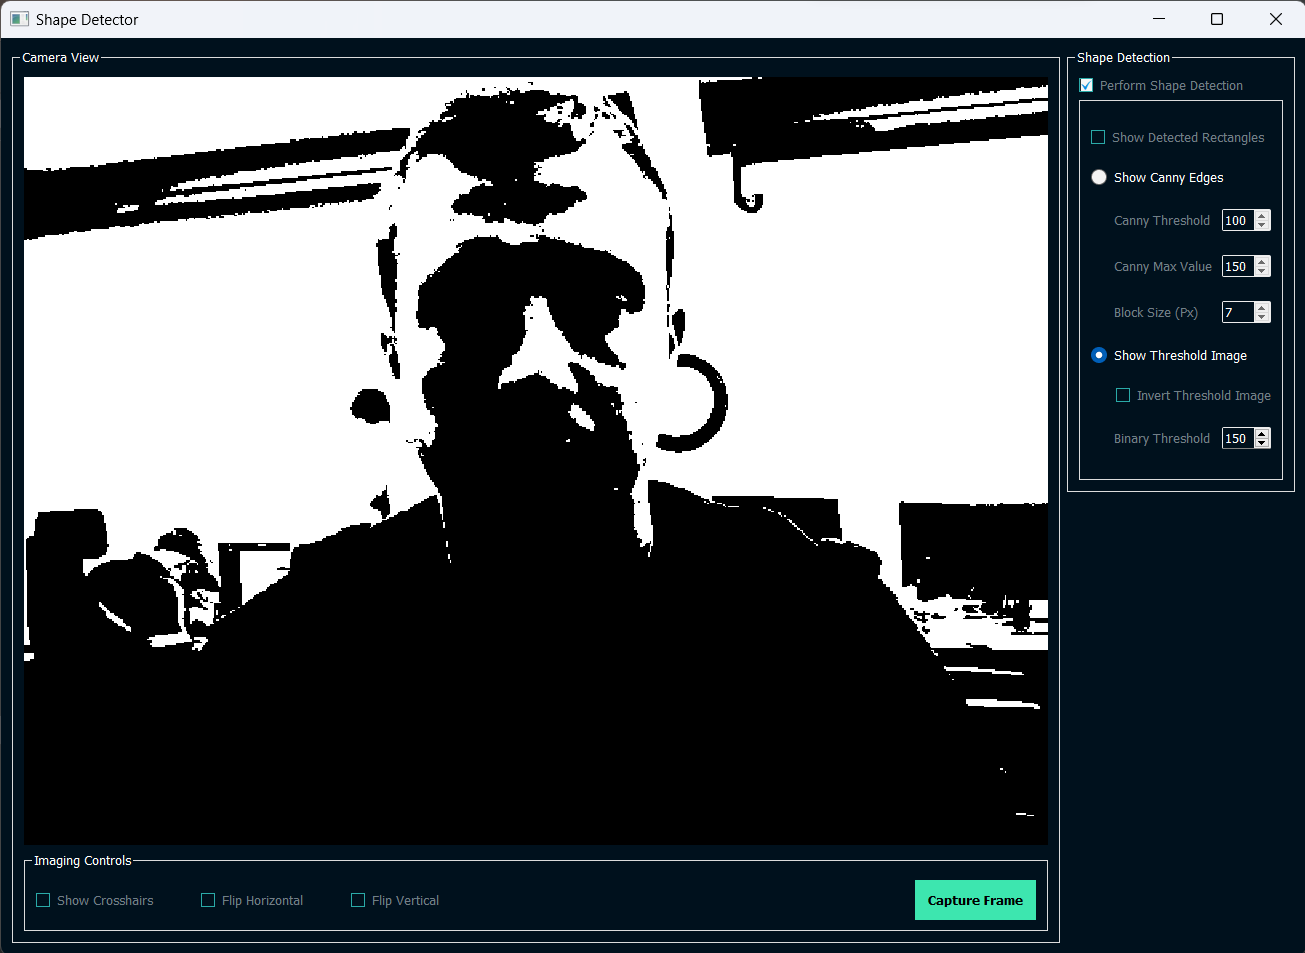 Shape Detector
Camera View
Shape Detection
Perform Shape Detection
Show Detected Rectangles
Show Canny Edges
Canny Threshold 100
Canny Max Value 150
Block Size (Px) 7
Show Threshold Image
Invert Threshold Image
Binary Threshold 150
Imaging Controls
Show Crosshairs Flip Horizontal Flip Vertical Capture Frame